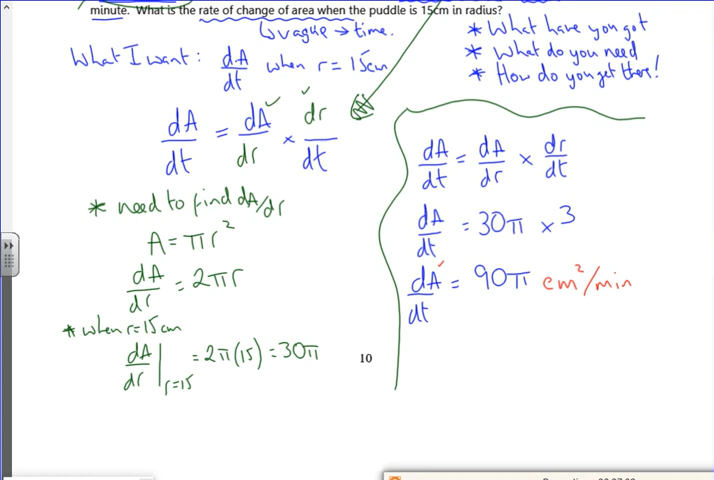 minute. What is the rate of change of area when the puddle is 15cm in radius?
↳vague → time.
What I want: dA/dt when r = 15cm
* What have you got
* What do you need
* How do you get there!
dA/dt = dA/dr × dr/dt
* need to find dA/dr
A = πr²
dA/dr = 2πr
* when r=15cm
dA/dr | r=15 = 2π(15) = 30π
10
dA/dt = dA/dr × dr/dt
dA/dt = 30π × 3
dA/dt = 90π cm²/min